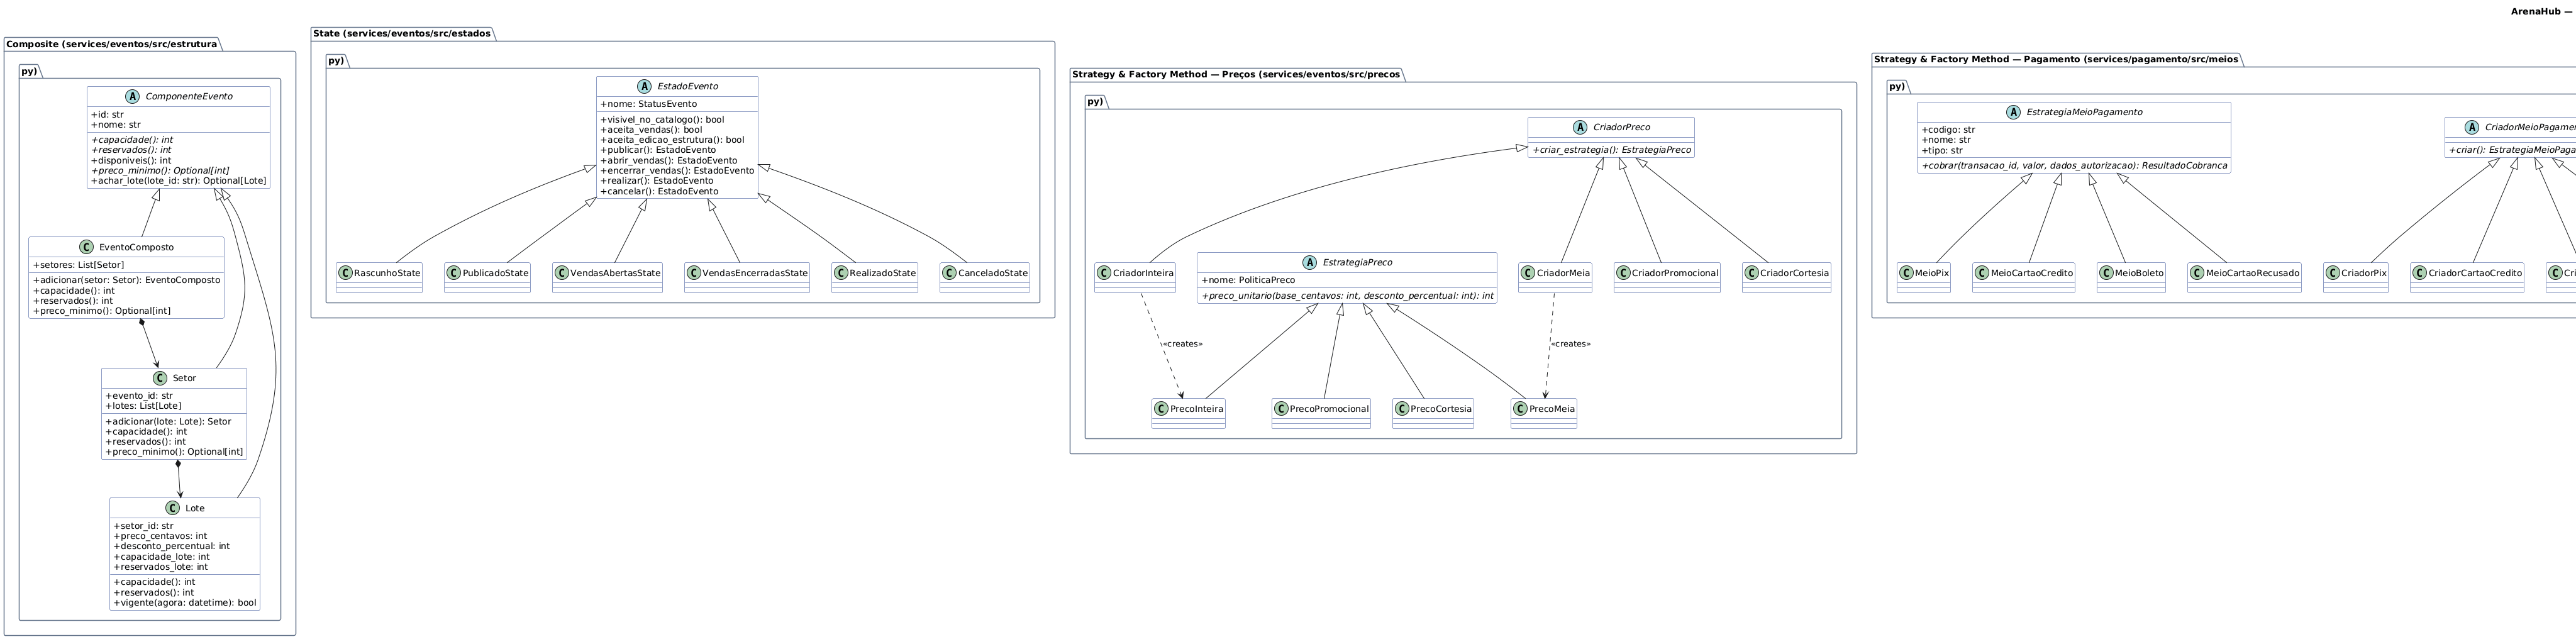 ArenaHub —
Composite (services/eventos/src/estrutura
py)
A ComponenteEvento
+id: str
+nome: str
+capacidade(): int
+reservados(): int
+disponiveis(): int
+preco_minimo(): Optional[int]
+achar_lote(lote_id: str): Optional[Lote]
C EventoComposto
+setores: List[Setor]
+adicionar(setor: Setor): EventoComposto
+capacidade(): int
+reservados(): int
+preco_minimo(): Optional[int]
C Setor
+evento_id: str
+lotes: List[Lote]
+adicionar(lote: Lote): Setor
+capacidade(): int
+reservados(): int
+preco_minimo(): Optional[int]
C Lote
+setor_id: str
+preco_centavos: int
+desconto_percentual: int
+capacidade_lote: int
+reservados_lote: int
+capacidade(): int
+reservados(): int
+vigente(agora: datetime): bool
State (services/eventos/src/estados
py)
A EstadoEvento
+nome: StatusEvento
+visivel_no_catalogo(): bool
+aceita_vendas(): bool
+aceita_edicao_estrutura(): bool
+publicar(): EstadoEvento
+abrir_vendas(): EstadoEvento
+encerrar_vendas(): EstadoEvento
+realizar(): EstadoEvento
+cancelar(): EstadoEvento
C RascunhoState
C PublicadoState
C VendasAbertasState
C VendasEncerradasState
C RealizadoState
C CanceladoState
Strategy & Factory Method — Preços (services/eventos/src/precos
py)
A CriadorPreco
+criar_estrategia(): EstrategiaPreco
C CriadorInteira
A EstrategiaPreco
+nome: PoliticaPreco
+preco_unitario(base_centavos: int, desconto_percentual: int): int
C CriadorMeia
C CriadorPromocional
C CriadorCortesia
«creates»
«creates»
C PrecoInteira
C PrecoPromocional
C PrecoCortesia
C PrecoMeia
Strategy & Factory Method — Pagamento (services/pagamento/src/meios
py)
A EstrategiaMeioPagamento
+codigo: str
+nome: str
+tipo: str
+cobrar(transacao_id, valor, dados_autorizacao): ResultadoCobranca
A CriadorMeioPagamen
+criar(): EstrategiaMeioPaga
C MeioPix
C MeioCartaoCredito
C MeioBoleto
C MeioCartaoRecusado
C CriadorPix
C CriadorCartaoCredito
C Cri